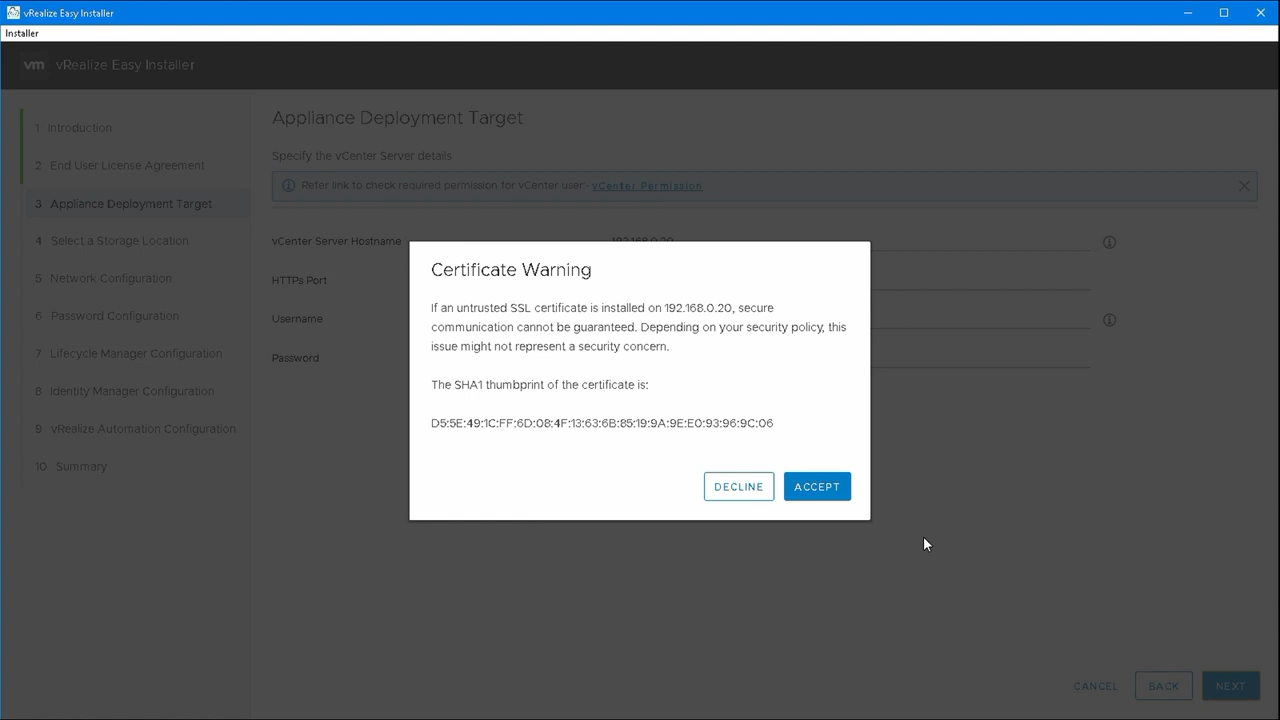 vRealize Easy Installer
Installer
vm vRealize Easy Installer
1 Introduction
2 End User License Agreement
3 Appliance Deployment Target
4 Select a Storage Location
5 Network Configuration
6 Password Configuration
7 Lifecycle Manager Configuration
8 Identity Manager Configuration
9 vRealize Automation Configuration
10 Summary
Appliance Deployment Target
Specify the vCenter Server details
Refer link to check required permission for vCenter user - vCenter Permission
vCenter Server Hostname 192.168.0.20
HTTPs Port
Username
Password
Certificate Warning
If an untrusted SSL certificate is installed on 192.168.0.20, secure
communication cannot be guaranteed. Depending on your security policy, this
issue might not represent a security concern.
The SHA1 thumbprint of the certificate is:
D5:5E:49:1C:FF:6D:08:4F:13:63:6B:85:19:9A:9E:E0:93:96:9C:06
DECLINE ACCEPT
CANCEL BACK NEXT